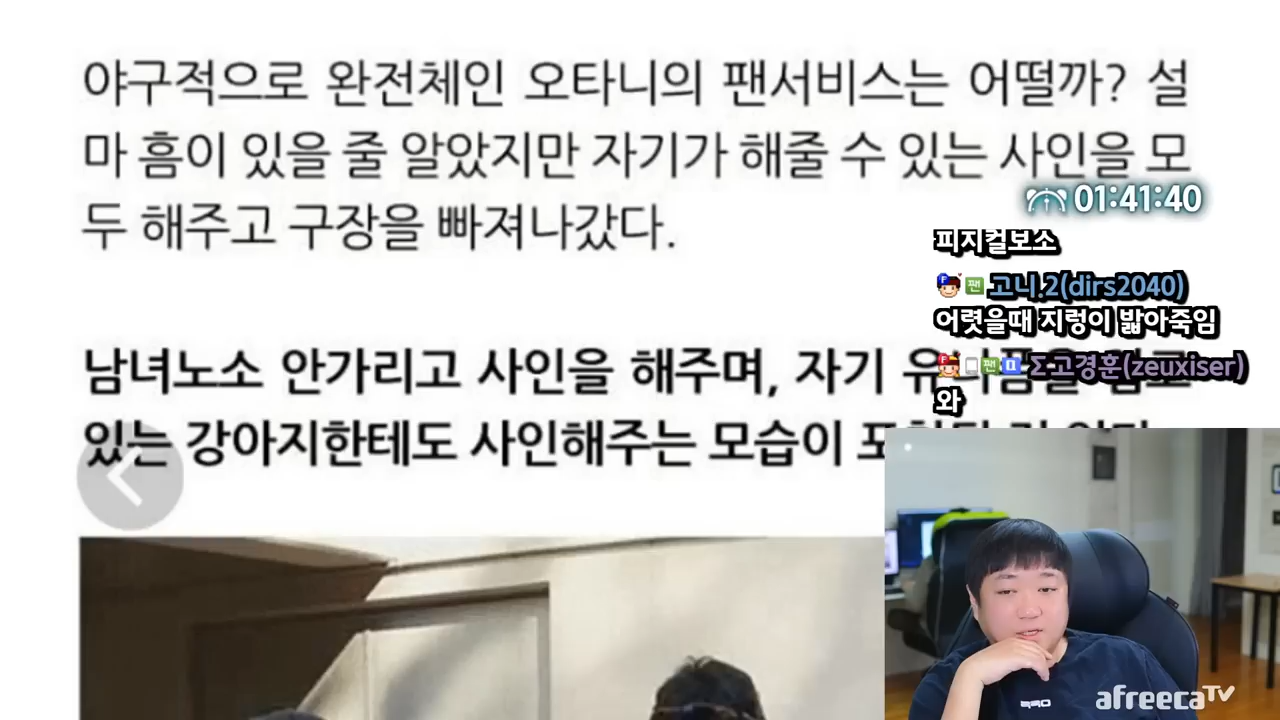 야구적으로 완전체인 오타니의 팬서비스는 어떨까? 설
마 흠이 있을 줄 알았지만 자기가 해줄 수 있는 사인을 모
두 해주고 구장을 빠져나갔다.
01:41:40
피지컬보소
팬 고니.2(dirs2040)
어렷을때 지렁이 밟아죽임
팬 Σ고경훈(zeuxiser)
와
남녀노소 안가리고 사인을 해주며, 자기
있는 강아지한테도 사인해주는 모습이
afreecaTV